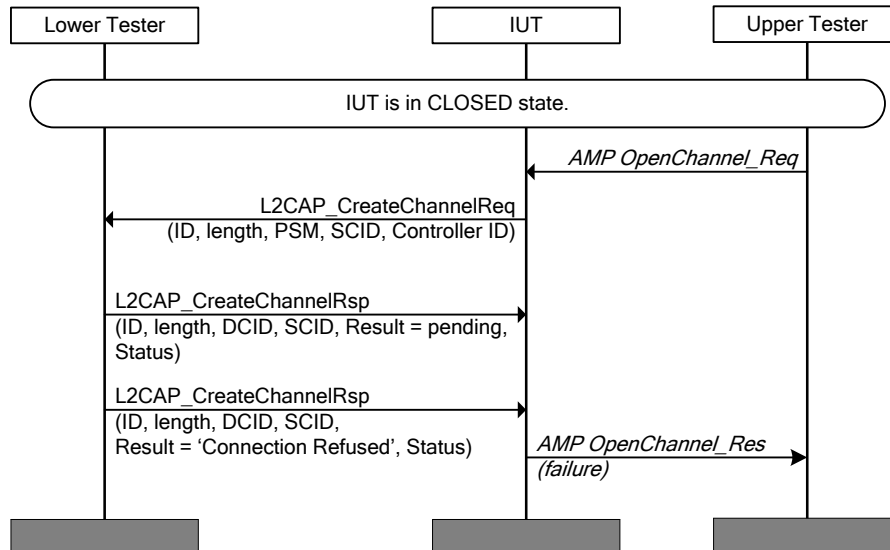 Lower Tester
IUT
Upper Tester
IUT is in CLOSED state.
AMP OpenChannel_Req
L2CAP_CreateChannelReq
(ID, length, PSM, SCID, Controller ID)
L2CAP_CreateChannelRsp
(ID, length, DCID, SCID, Result = pending,
Status)
L2CAP_CreateChannelRsp
(ID, length, DCID, SCID,
Result = ‘Connection Refused’, Status)
AMP OpenChannel_Res
(failure)